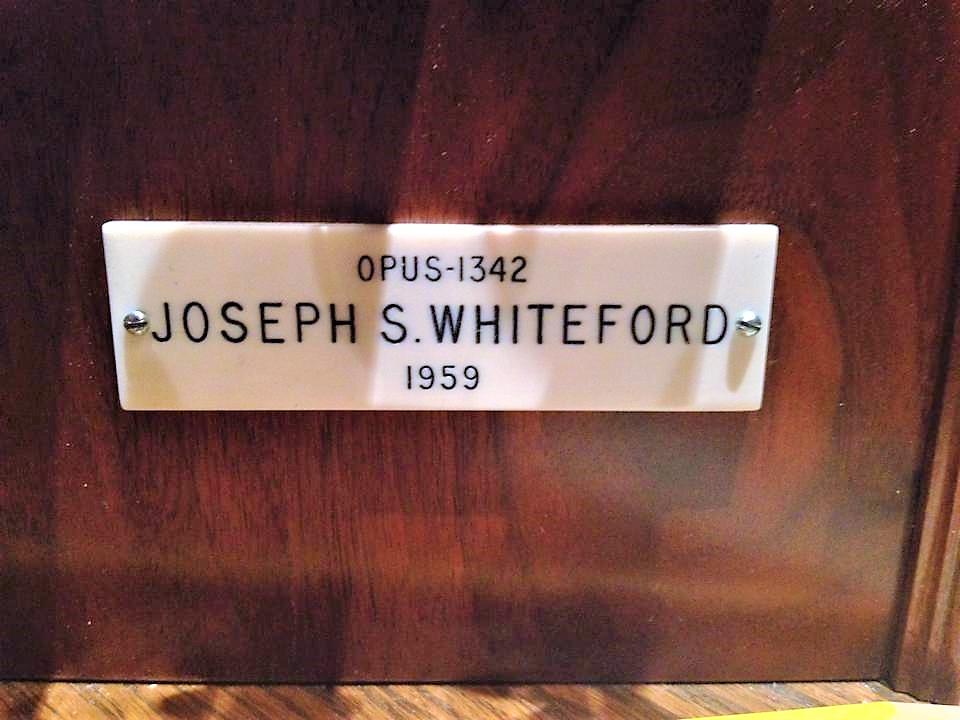 OPUS-1342
JOSEPH S. WHITEFORD
1959